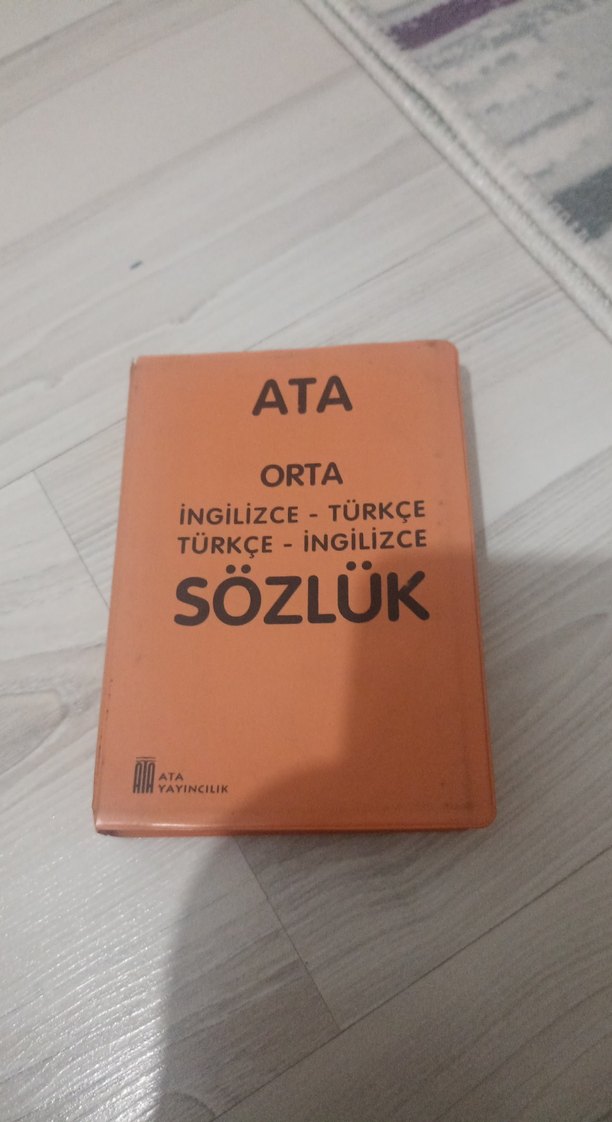 ATA
ORTA
İNGİLİZCE - TÜRKÇE
TÜRKÇE - İNGİLİZCE
SÖZLÜK
ATA
ATA
YAYINCILIK